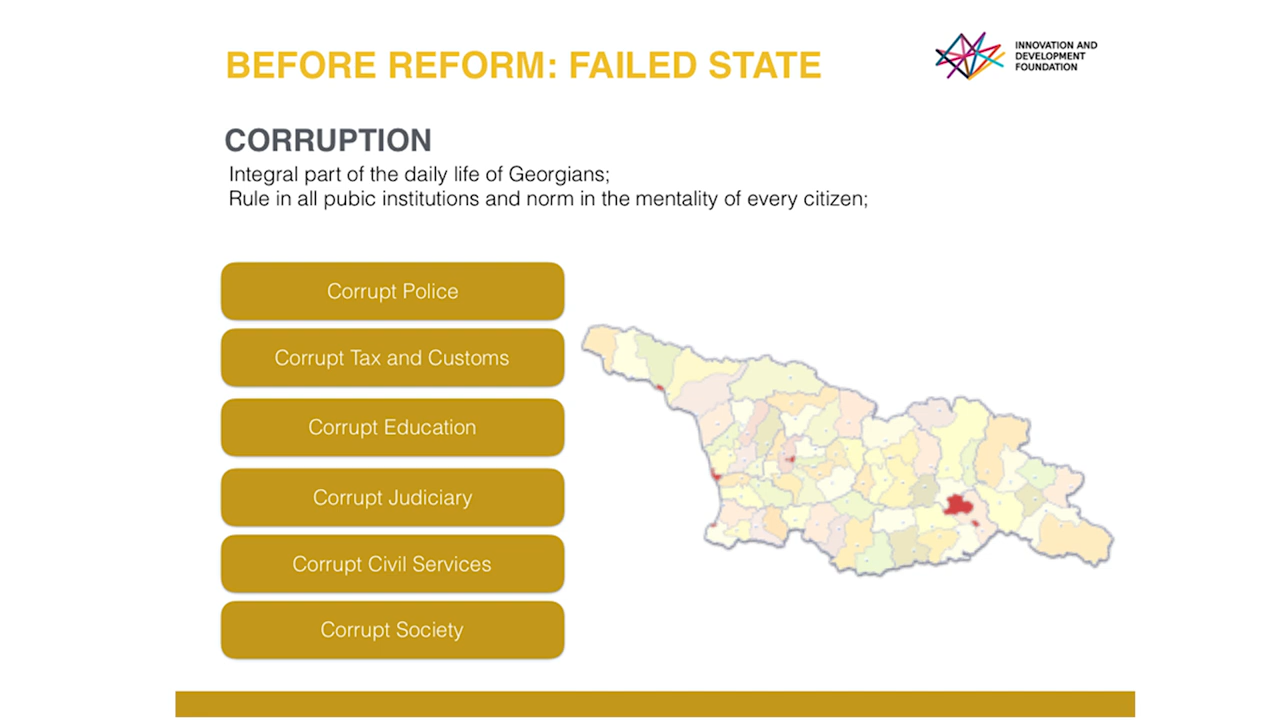 BEFORE REFORM: FAILED STATE
INNOVATION AND
DEVELOPMENT
FOUNDATION
CORRUPTION
Integral part of the daily life of Georgians;
Rule in all pubic institutions and norm in the mentality of every citizen;
Corrupt Police
Corrupt Tax and Customs
Corrupt Education
Corrupt Judiciary
Corrupt Civil Services
Corrupt Society